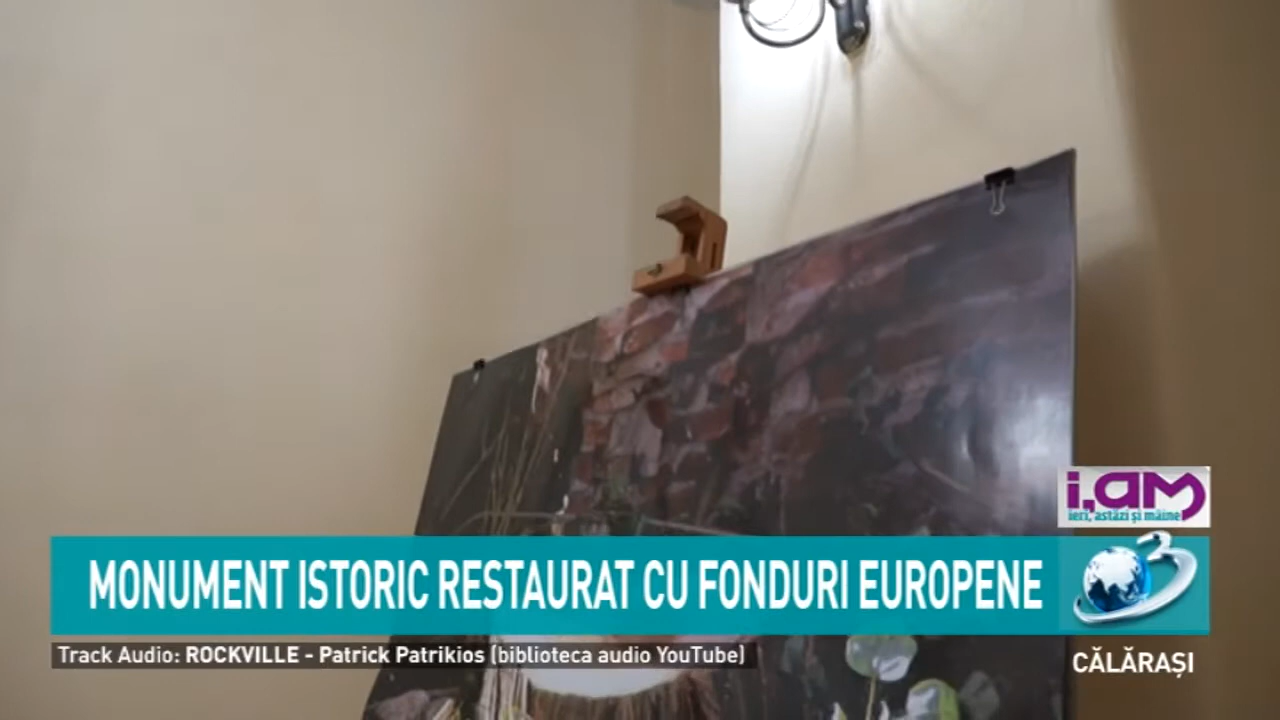 i,am
ieri, astăzi și mâine
MONUMENT ISTORIC RESTAURAT CU FONDURI EUROPENE
3
Track Audio: ROCKVILLE - Patrick Patrikios (biblioteca audio YouTube)
CĂLĂRAȘI